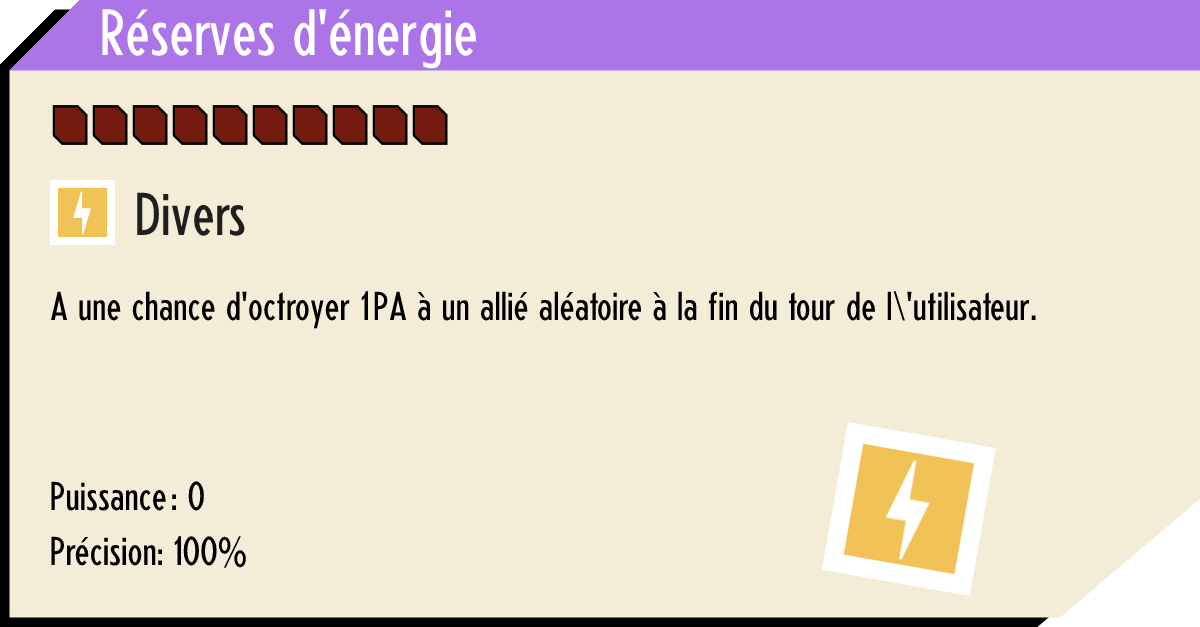 Réserves d'énergie
Divers
A une chance d'octroyer 1PA à un allié aléatoire à la fin du tour de l\'utilisateur.
Puissance: 0
Précision: 100%